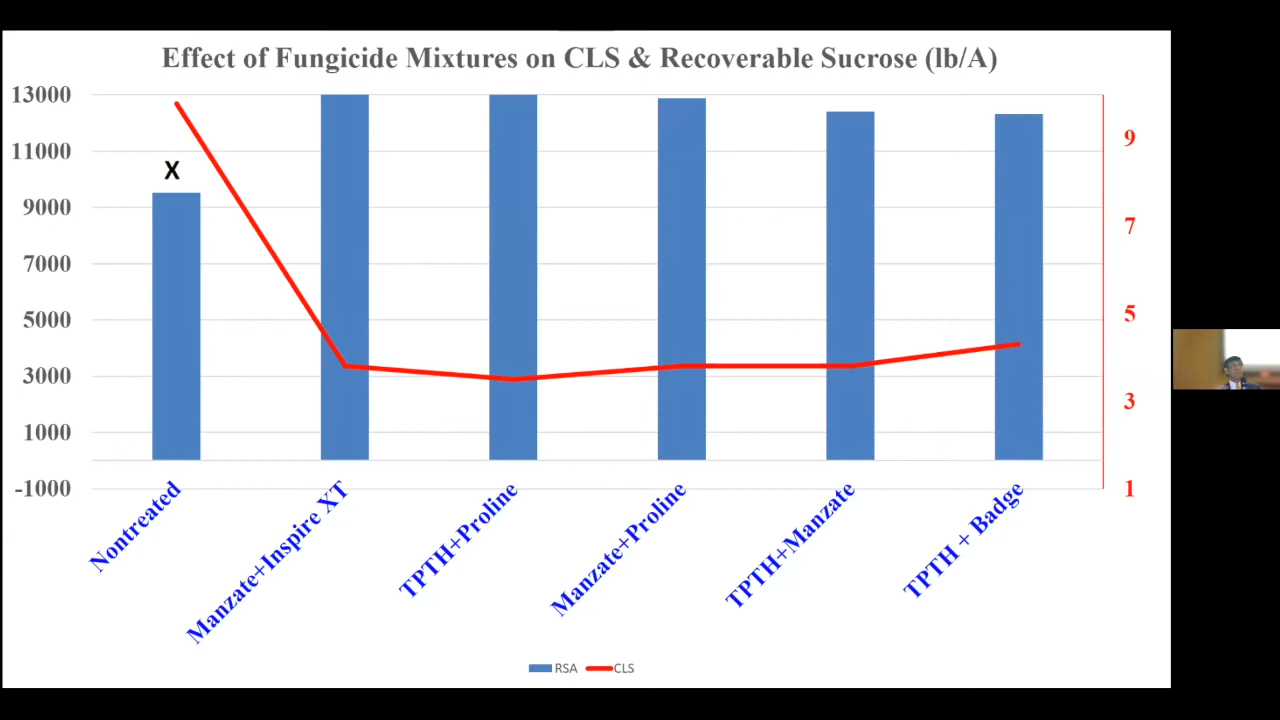 Effect of Fungicide Mixtures on CLS & Recoverable Sucrose (lb/A)
13000
11000
9000
7000
5000
3000
1000
-1000
X
9
7
5
3
1
Nontreated
Manzate+Inspire XT
TPTH+Proline
Manzate+Proline
TPTH+Manzate
TPTH + Badge
RSA
CLS